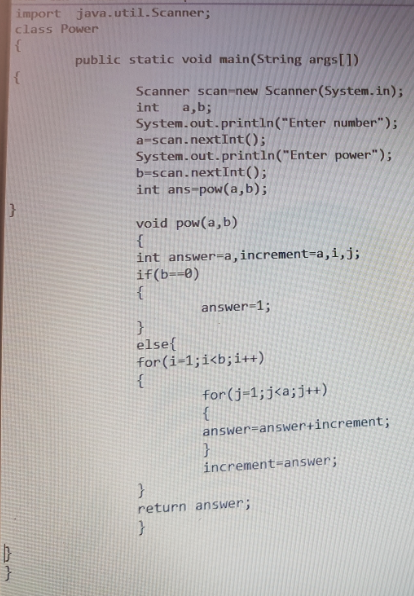 import java.util.Scanner;
class Power
{
public static void main(String args[])
{
Scanner scan=new Scanner(System.in);
int a,b;
System.out.println("Enter number");
a=scan.nextInt();
System.out.println("Enter power");
b=scan.nextInt();
int ans=pow(a,b);
}
void pow(a,b)
{
int answer=a,increment=a,i,j;
if(b==0)
{
answer=1;
}
else{
for(i=1;i<b;i++)
{
for(j=1;j<a;j++)
{
answer=answer+increment;
}
increment=answer;
}
return answer;
}
}
}